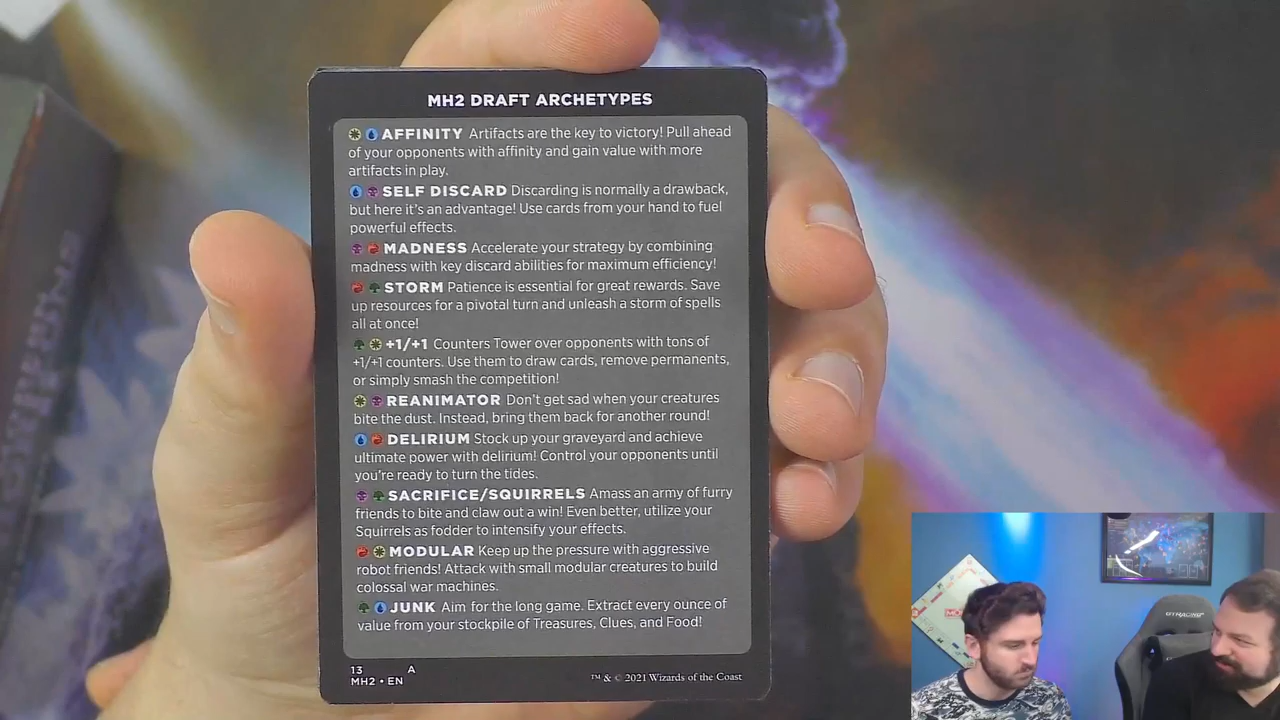 MH2 DRAFT ARCHETYPES
AFFINITY Artifacts are the key to victory! Pull ahead
of your opponents with affinity and gain value with more
artifacts in play.
SELF DISCARD Discarding is normally a drawback,
but here it's an advantage! Use cards from your hand to fuel
powerful effects.
MADNESS Accelerate your strategy by combining
madness with key discard abilities for maximum efficiency!
STORM Patience is essential for great rewards. Save
up resources for a pivotal turn and unleash a storm of spells
all at once!
+1/+1 Counters Tower over opponents with tons of
+1/+1 counters. Use them to draw cards, remove permanents,
or simply smash the competition!
REANIMATOR Don't get sad when your creatures
bite the dust. Instead, bring them back for another round!
DELIRIUM Stock up your graveyard and achieve
ultimate power with delirium! Control your opponents until
you're ready to turn the tides.
SACRIFICE/SQUIRRELS Amass an army of furry
friends to bite and claw out a win! Even better, utilize your
Squirrels as fodder to intensify your effects.
MODULAR Keep up the pressure with aggressive
robot friends! Attack with small modular creatures to build
colossal war machines.
JUNK Aim for the long game. Extract every ounce of
value from your stockpile of Treasures, Clues, and Food!
13 A
MH2 • EN
™ & © 2021 Wizards of the Coast
GTRACING